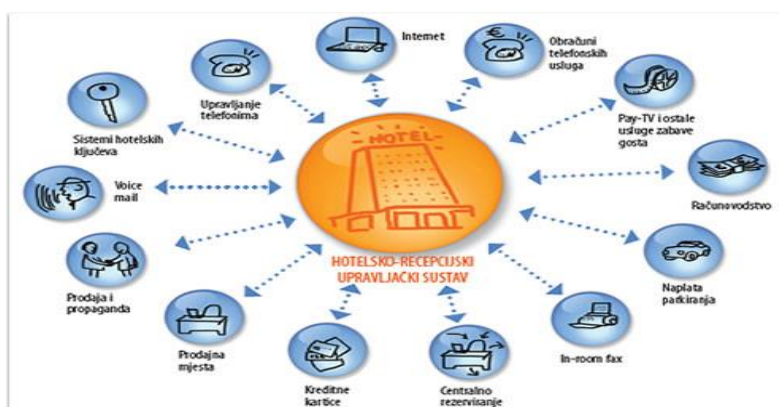 Internet
€
Obračuni
telefonskih
usluga
Upravljanje
telefonima
Pay-TV i ostale
usluge zabave
gosta
Sistemi hotelskih
ključeva
HOTEL
Voice
mail
Računovodstvo
HOTELSKO-RECEPCIJSKI
UPRAVLJAČKI SUSTAV
Prodaja i
propaganda
Naplata
parkiranja
Prodajna
mjesta
In-room fax
Kreditne
kartice
Centralno
rezerviranje